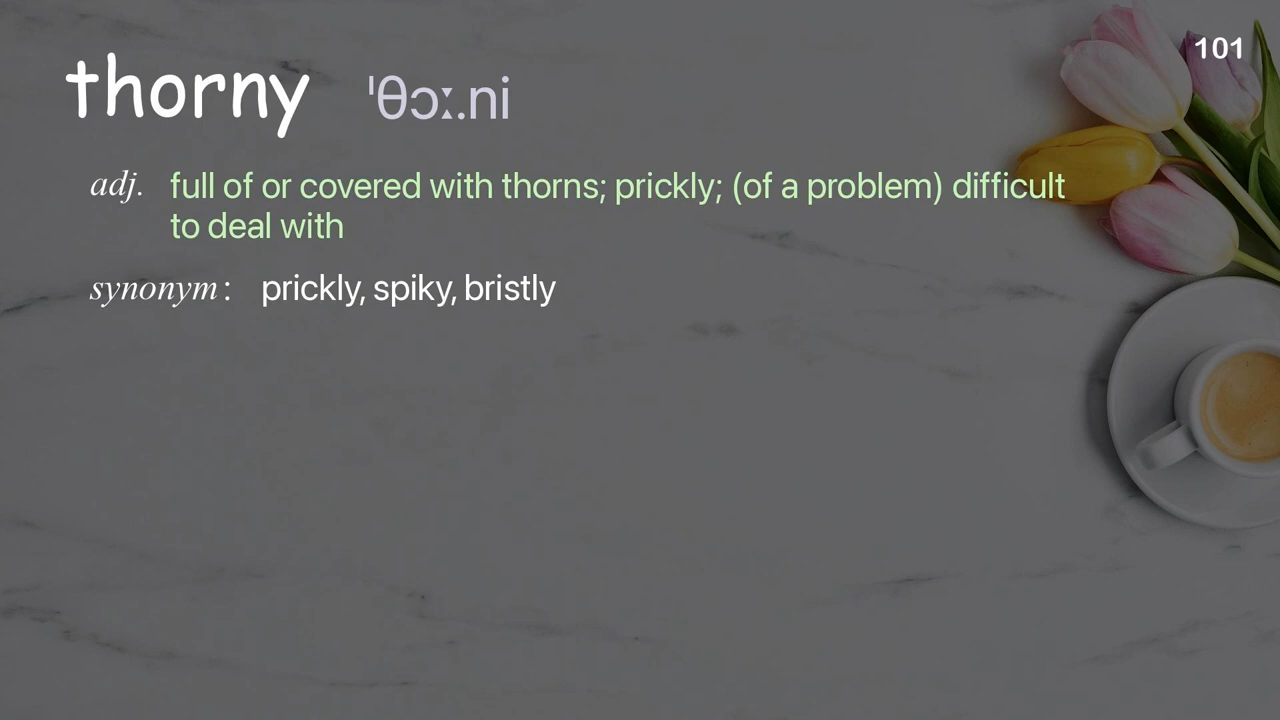 101
thorny ˈθɔː.ni
adj. full of or covered with thorns; prickly; (of a problem) difficult
to deal with
synonym: prickly, spiky, bristly